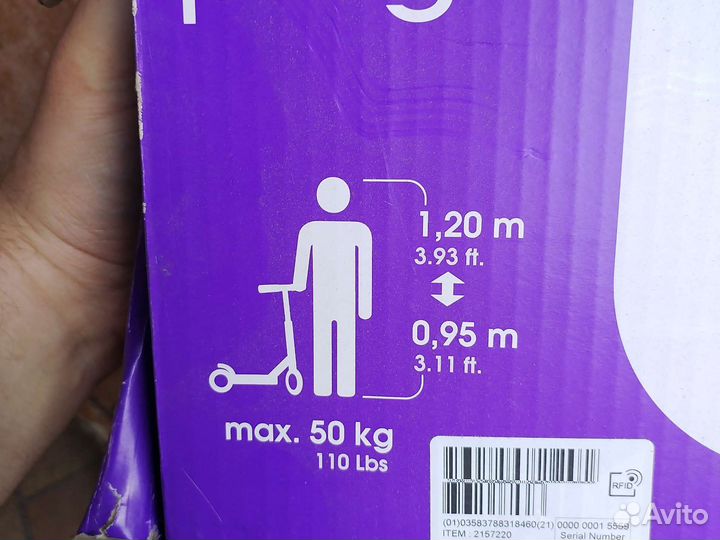 1,20 m
3.93 ft.
0,95 m
3.11 ft.
max. 50 kg
110 Lbs
RFID
(01)03583788318460(21) 0000 0001 5559
ITEM : 2157220 Serial Number
Avito